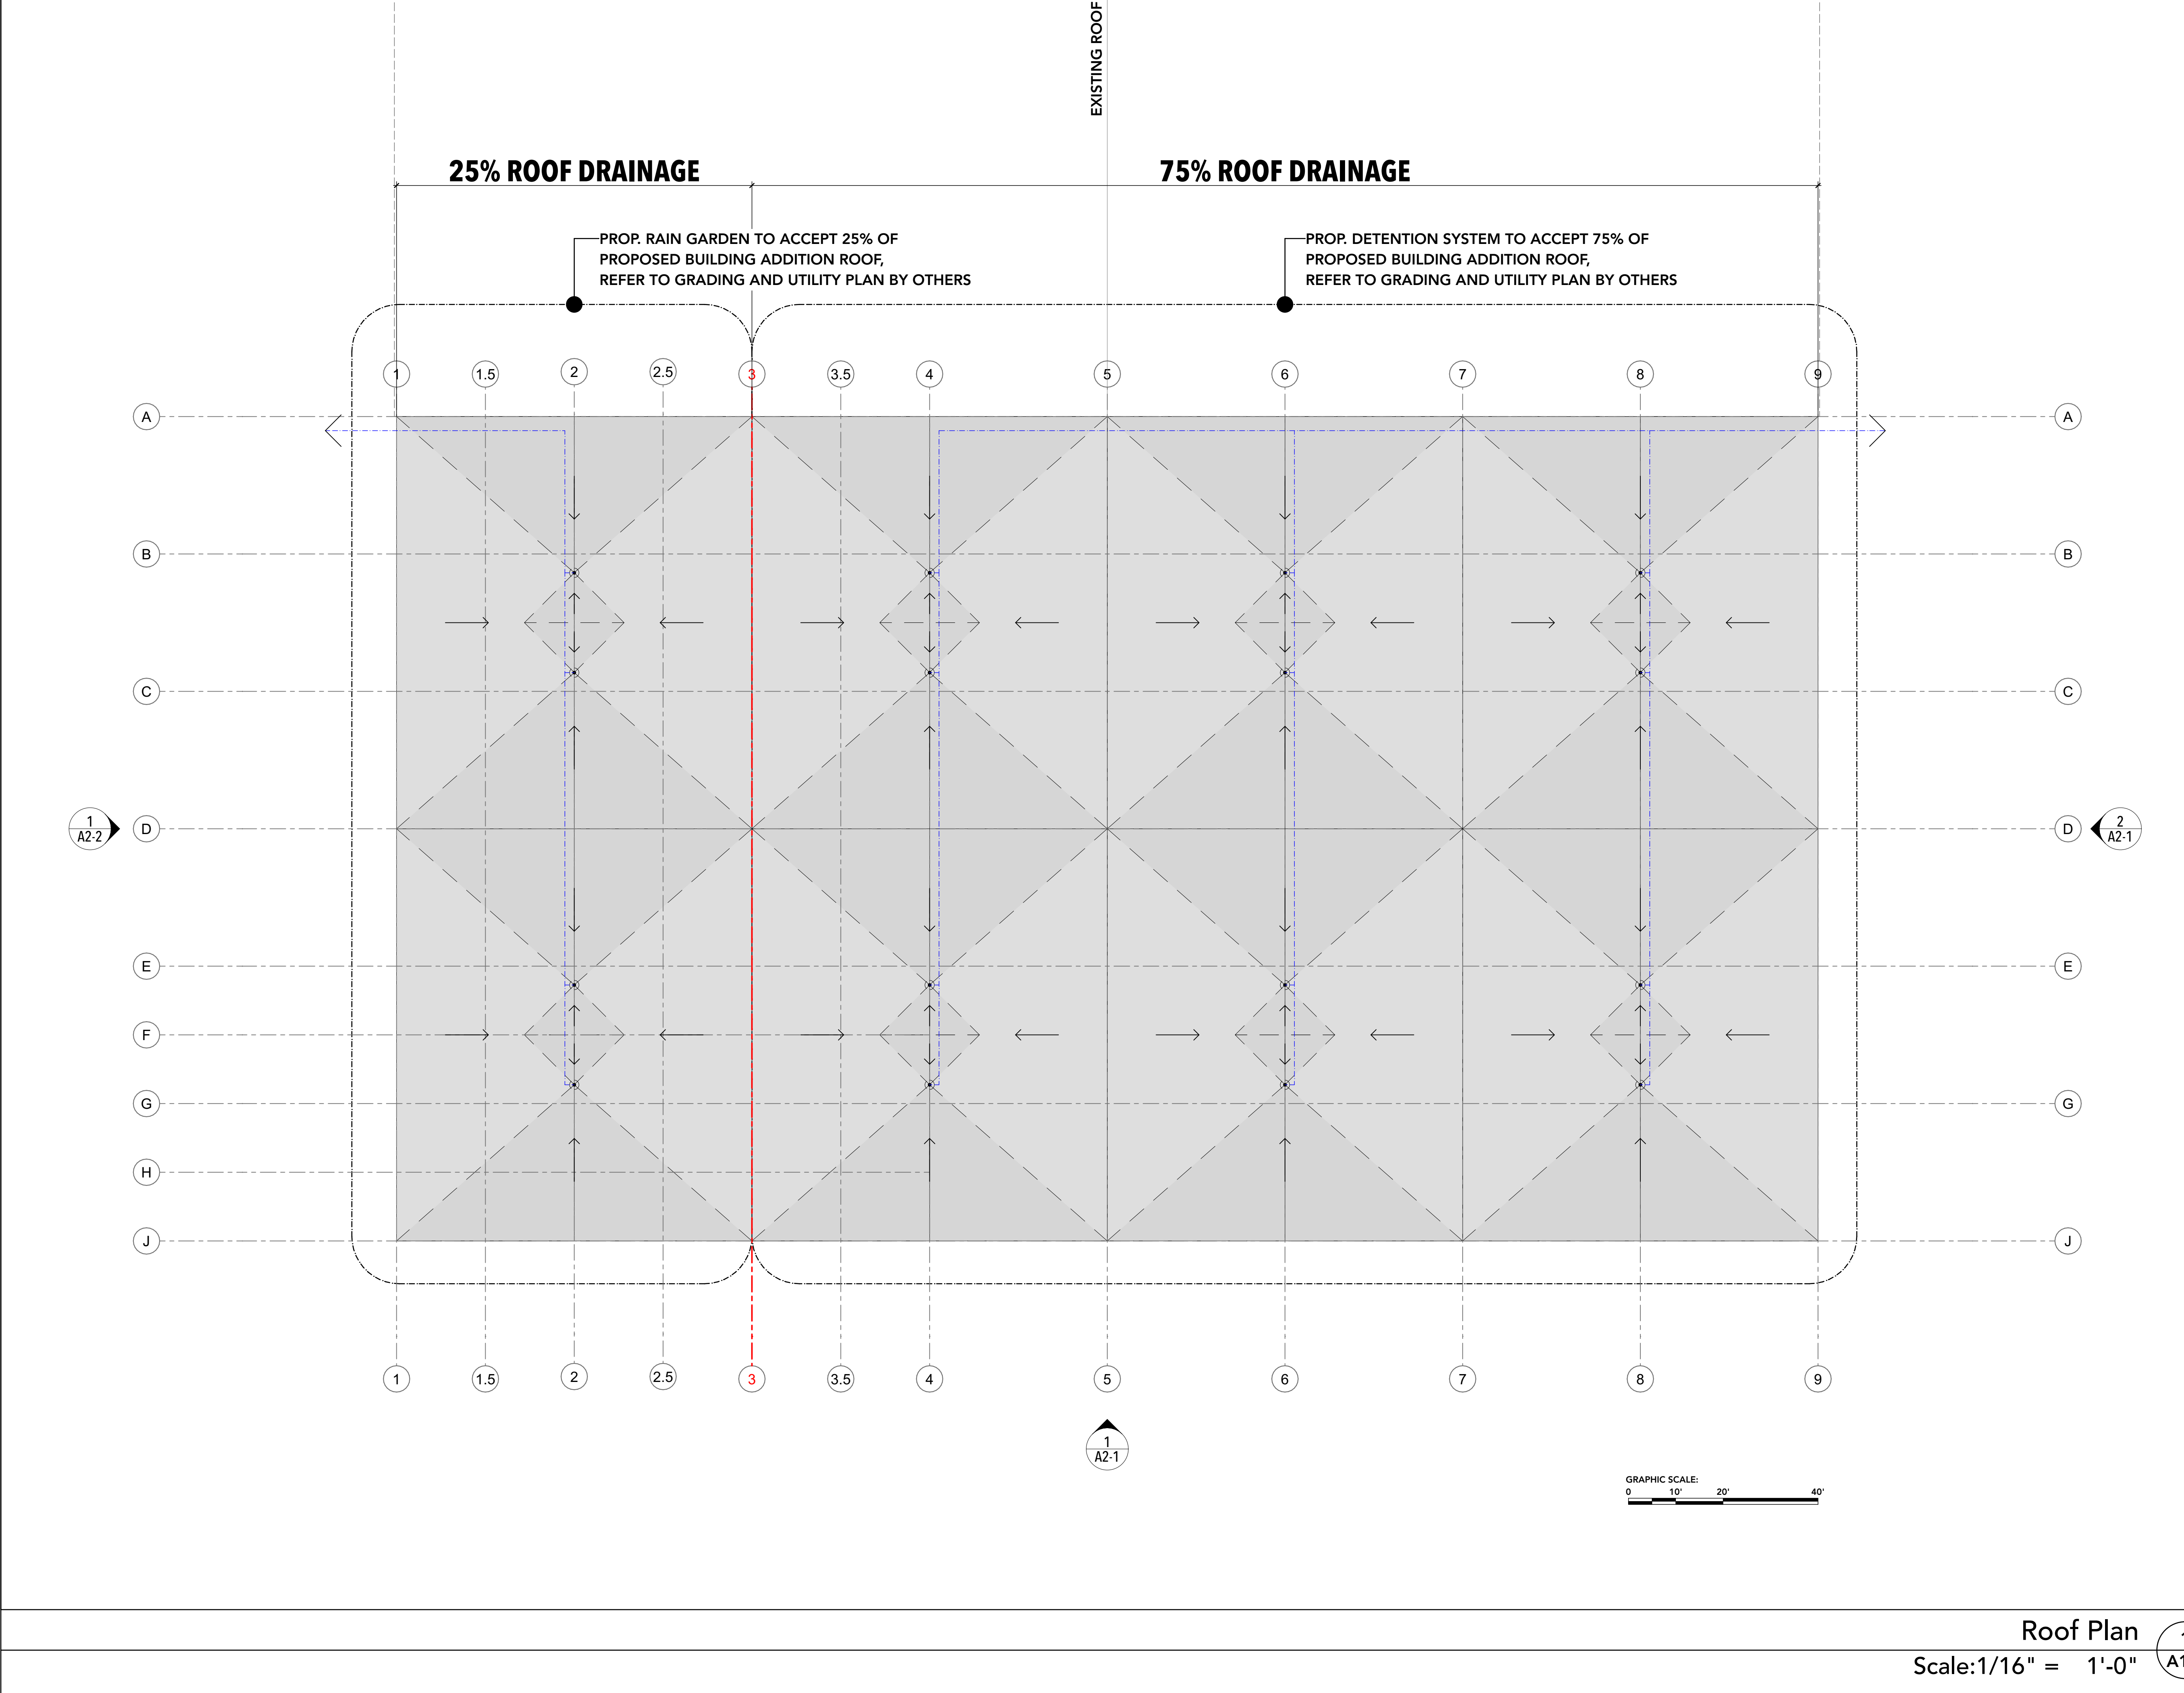 EXISTING ROOF
25% ROOF DRAINAGE
75% ROOF DRAINAGE
PROP. RAIN GARDEN TO ACCEPT 25% OF
PROPOSED BUILDING ADDITION ROOF,
REFER TO GRADING AND UTILITY PLAN BY OTHERS
PROP. DETENTION SYSTEM TO ACCEPT 75% OF
PROPOSED BUILDING ADDITION ROOF,
REFER TO GRADING AND UTILITY PLAN BY OTHERS
1 1.5 2 2.5 3 3.5 4 5 6 7 8 9
A A
B B
C C
1
A2-2
D D
2
A2-1
E E
F
G G
H
J J
1 1.5 2 2.5 3 3.5 4 5 6 7 8 9
1
A2-1
GRAPHIC SCALE:
0 10' 20' 40'
Roof Plan
Scale:1/16" = 1'-0"